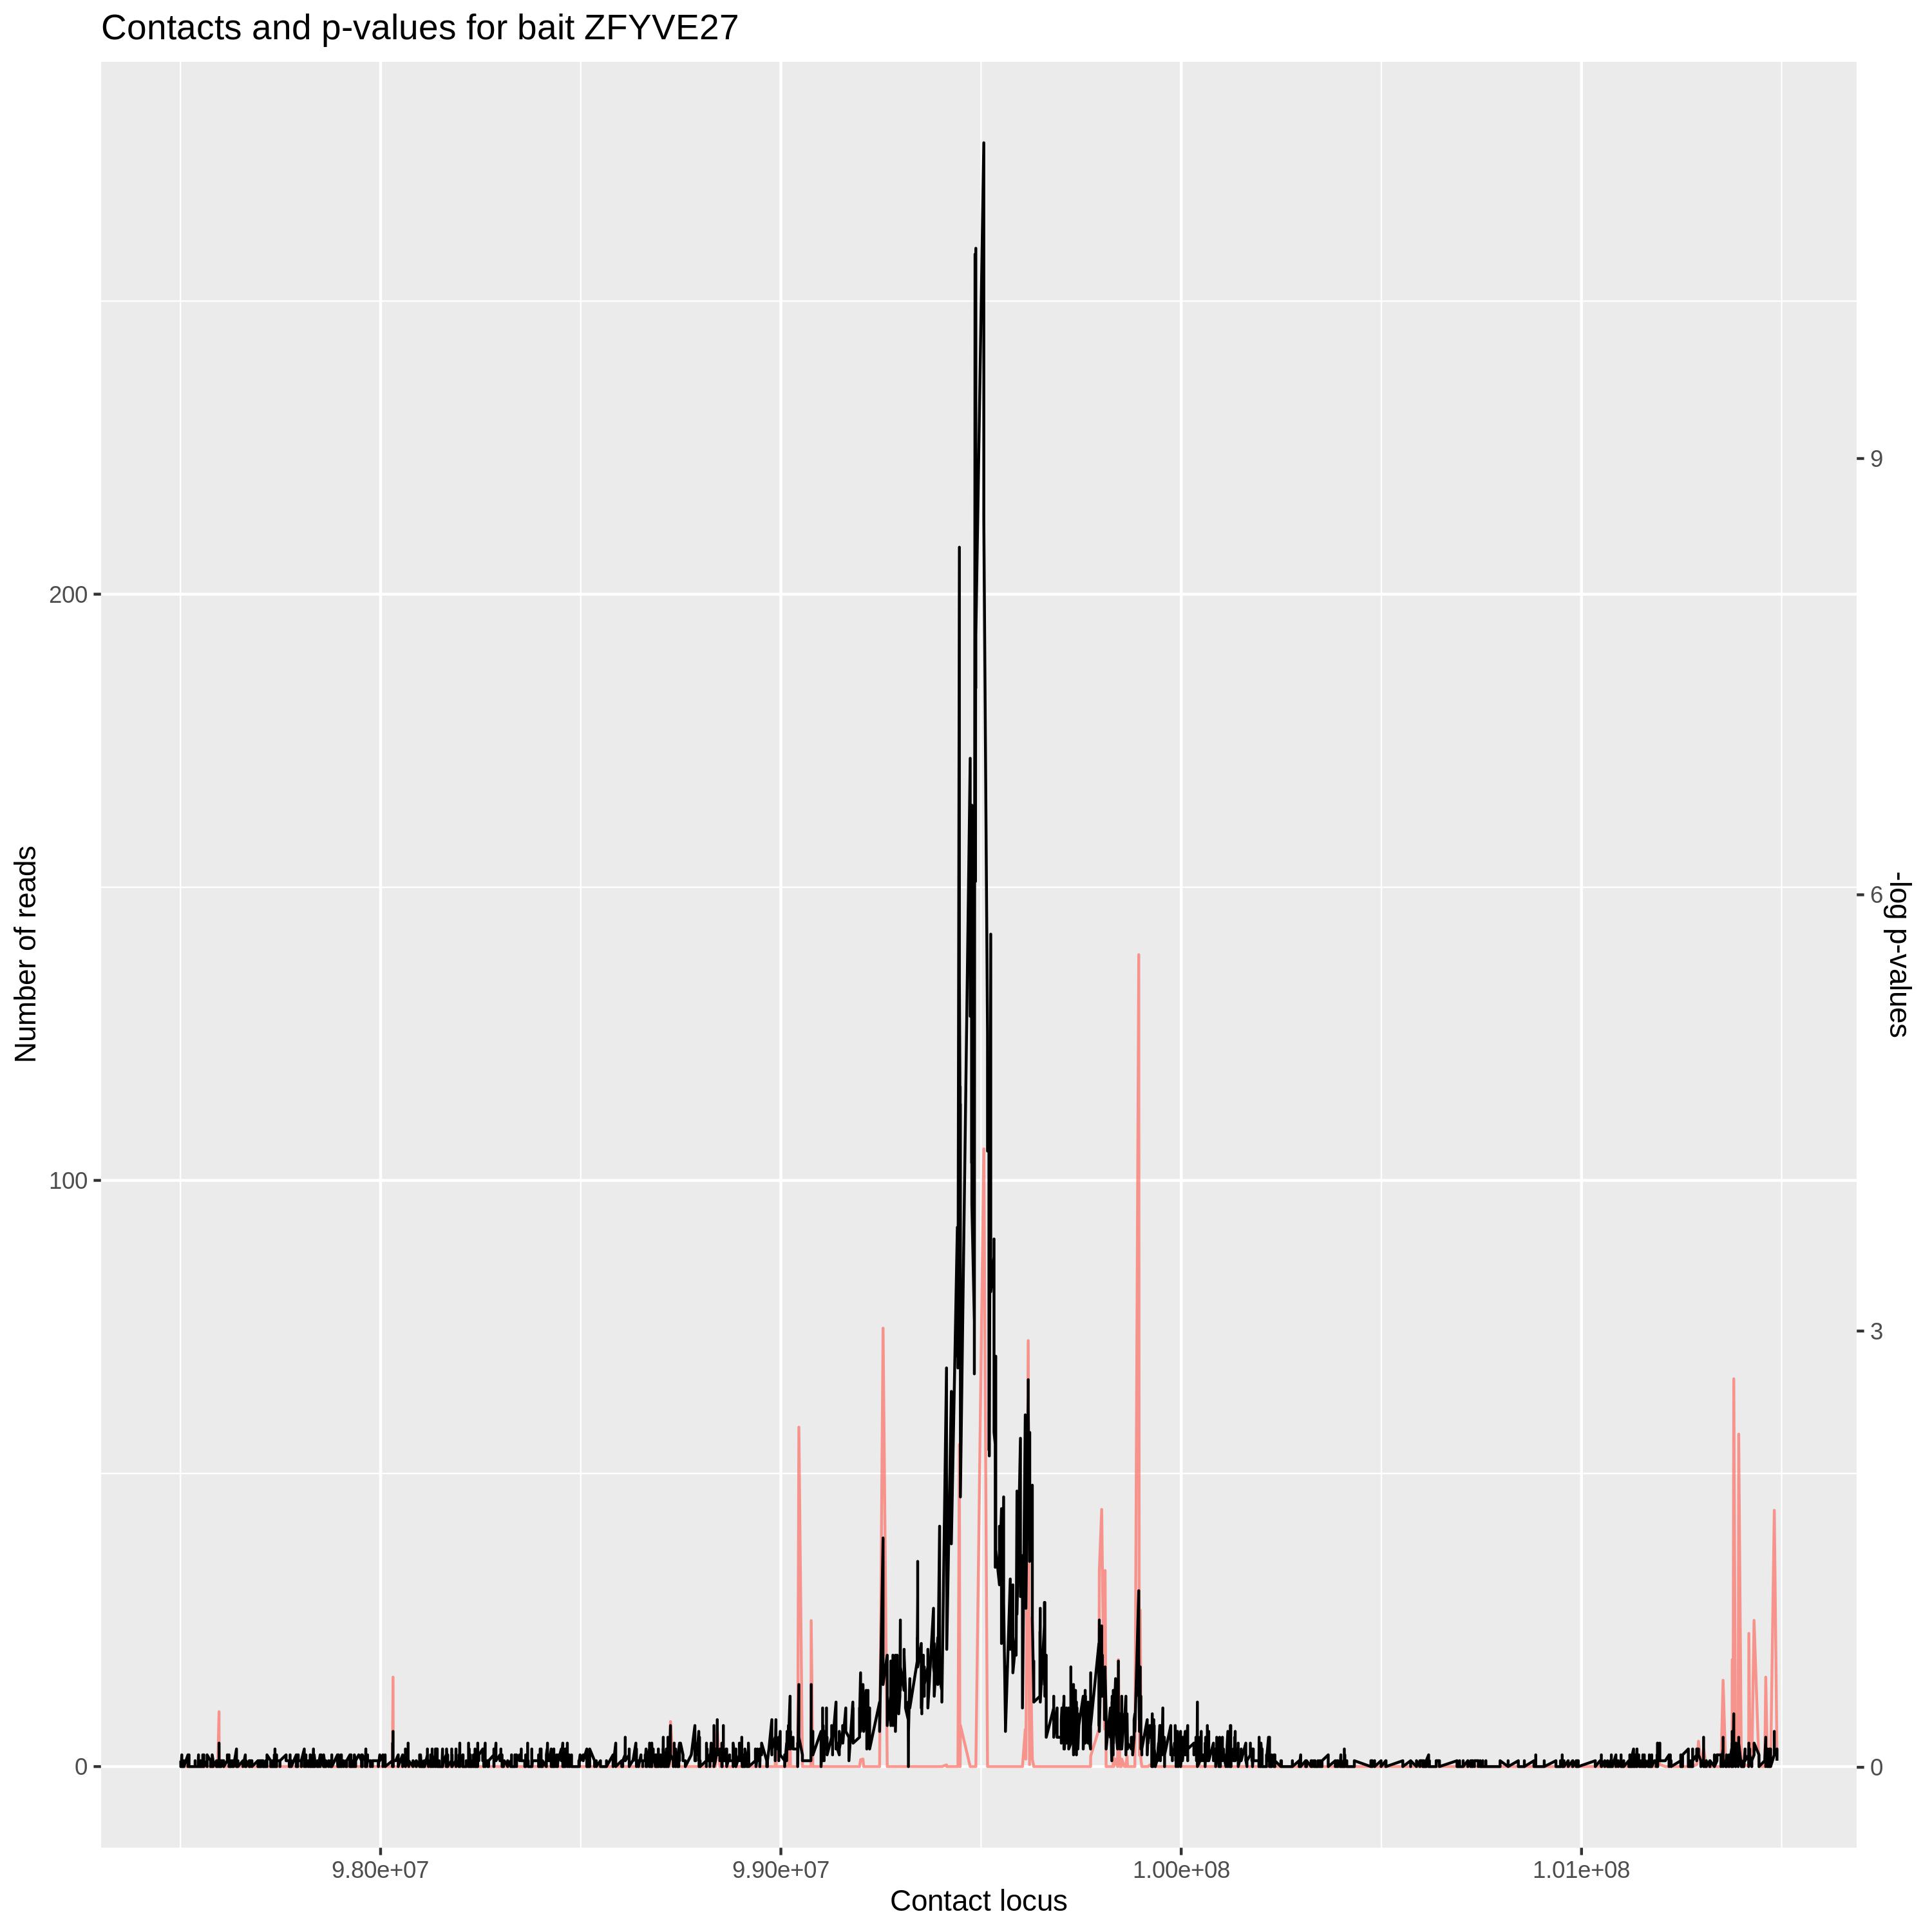 Contacts and p-values for bait ZFYVE27
Number of reads
200
100
0
9
6
3
0
-log p-values
9.80e+07
9.90e+07
1.00e+08
1.01e+08
Contact locus